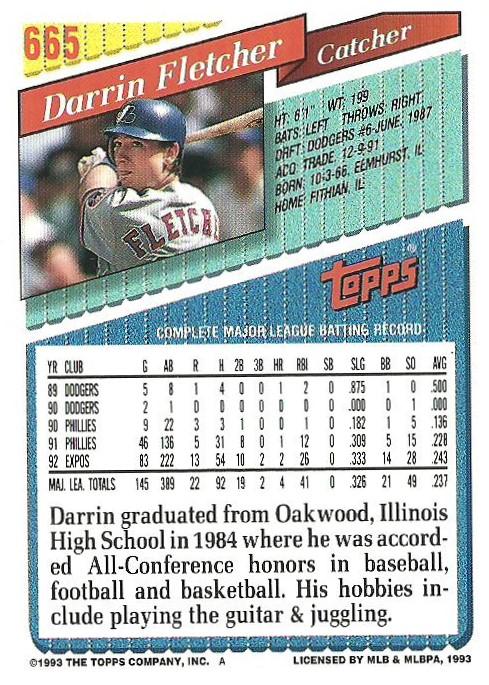 665
Darrin Fletcher
Catcher
HT: 6'1" WT: 199
BATS: LEFT THROWS: RIGHT
DRFT: DODGERS #6-JUNE, 1987
ACQ: TRADE, 12-9-91
BORN: 10-3-66, ELMHURST, IL
HOME: FITHIAN, IL
FLETCH
Topps ®
COMPLETE MAJOR LEAGUE BATTING RECORD
YR CLUB G AB R H 2B 3B HR RBI SB SLG BB SO AVG
89 DODGERS 5 8 1 4 0 0 1 2 0 .875 1 0 .500
90 DODGERS 2 1 0 0 0 0 0 0 0 .000 0 1 .000
90 PHILLIES 9 22 3 3 1 0 0 1 0 .182 1 5 .136
91 PHILLIES 46 136 5 31 8 0 1 12 0 .309 5 15 .228
92 EXPOS 83 222 13 54 10 2 2 26 0 .333 14 28 .243
MAJ. LEA. TOTALS 145 389 22 92 19 2 4 41 0 .326 21 49 .237
Darrin graduated from Oakwood, Illinois
High School in 1984 where he was accord-
ed All-Conference honors in baseball,
football and basketball. His hobbies in-
clude playing the guitar & juggling.
©1993 THE TOPPS COMPANY, INC. A
LICENSED BY MLB & MLBPA, 1993